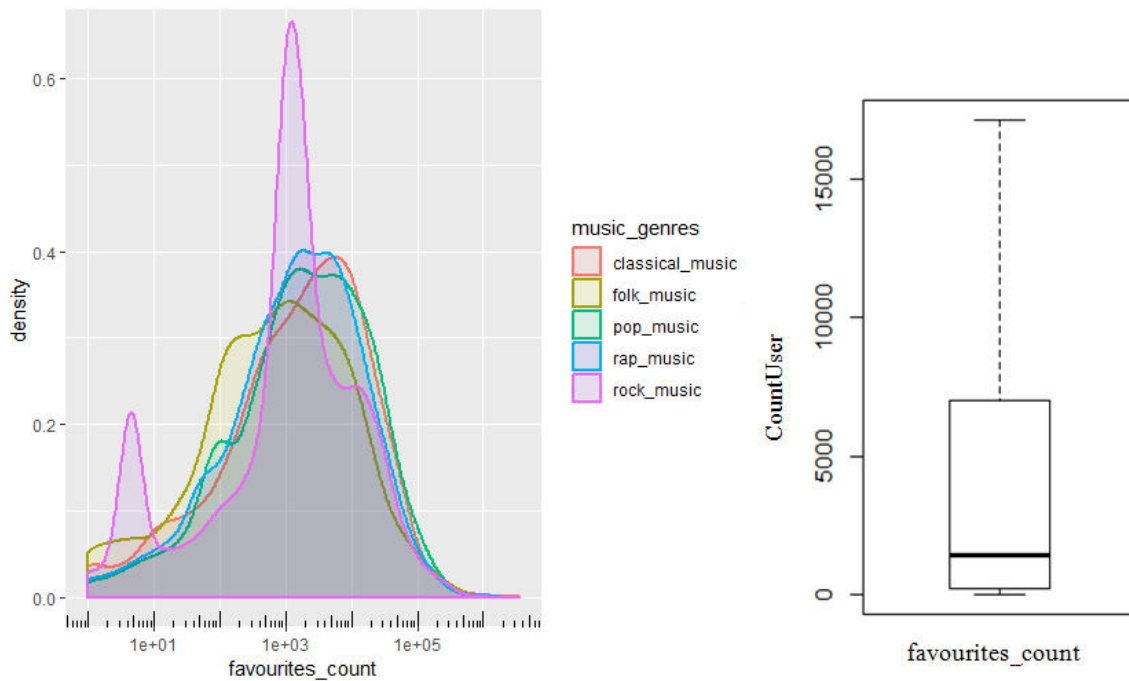 0.6
0.4
0.2
0.0
density
1e+01
1e+03
1e+05
favourites_count
music_genres
classical_music
folk_music
pop_music
rap_music
rock_music
15000
10000
5000
0
CountUser
favourites_count